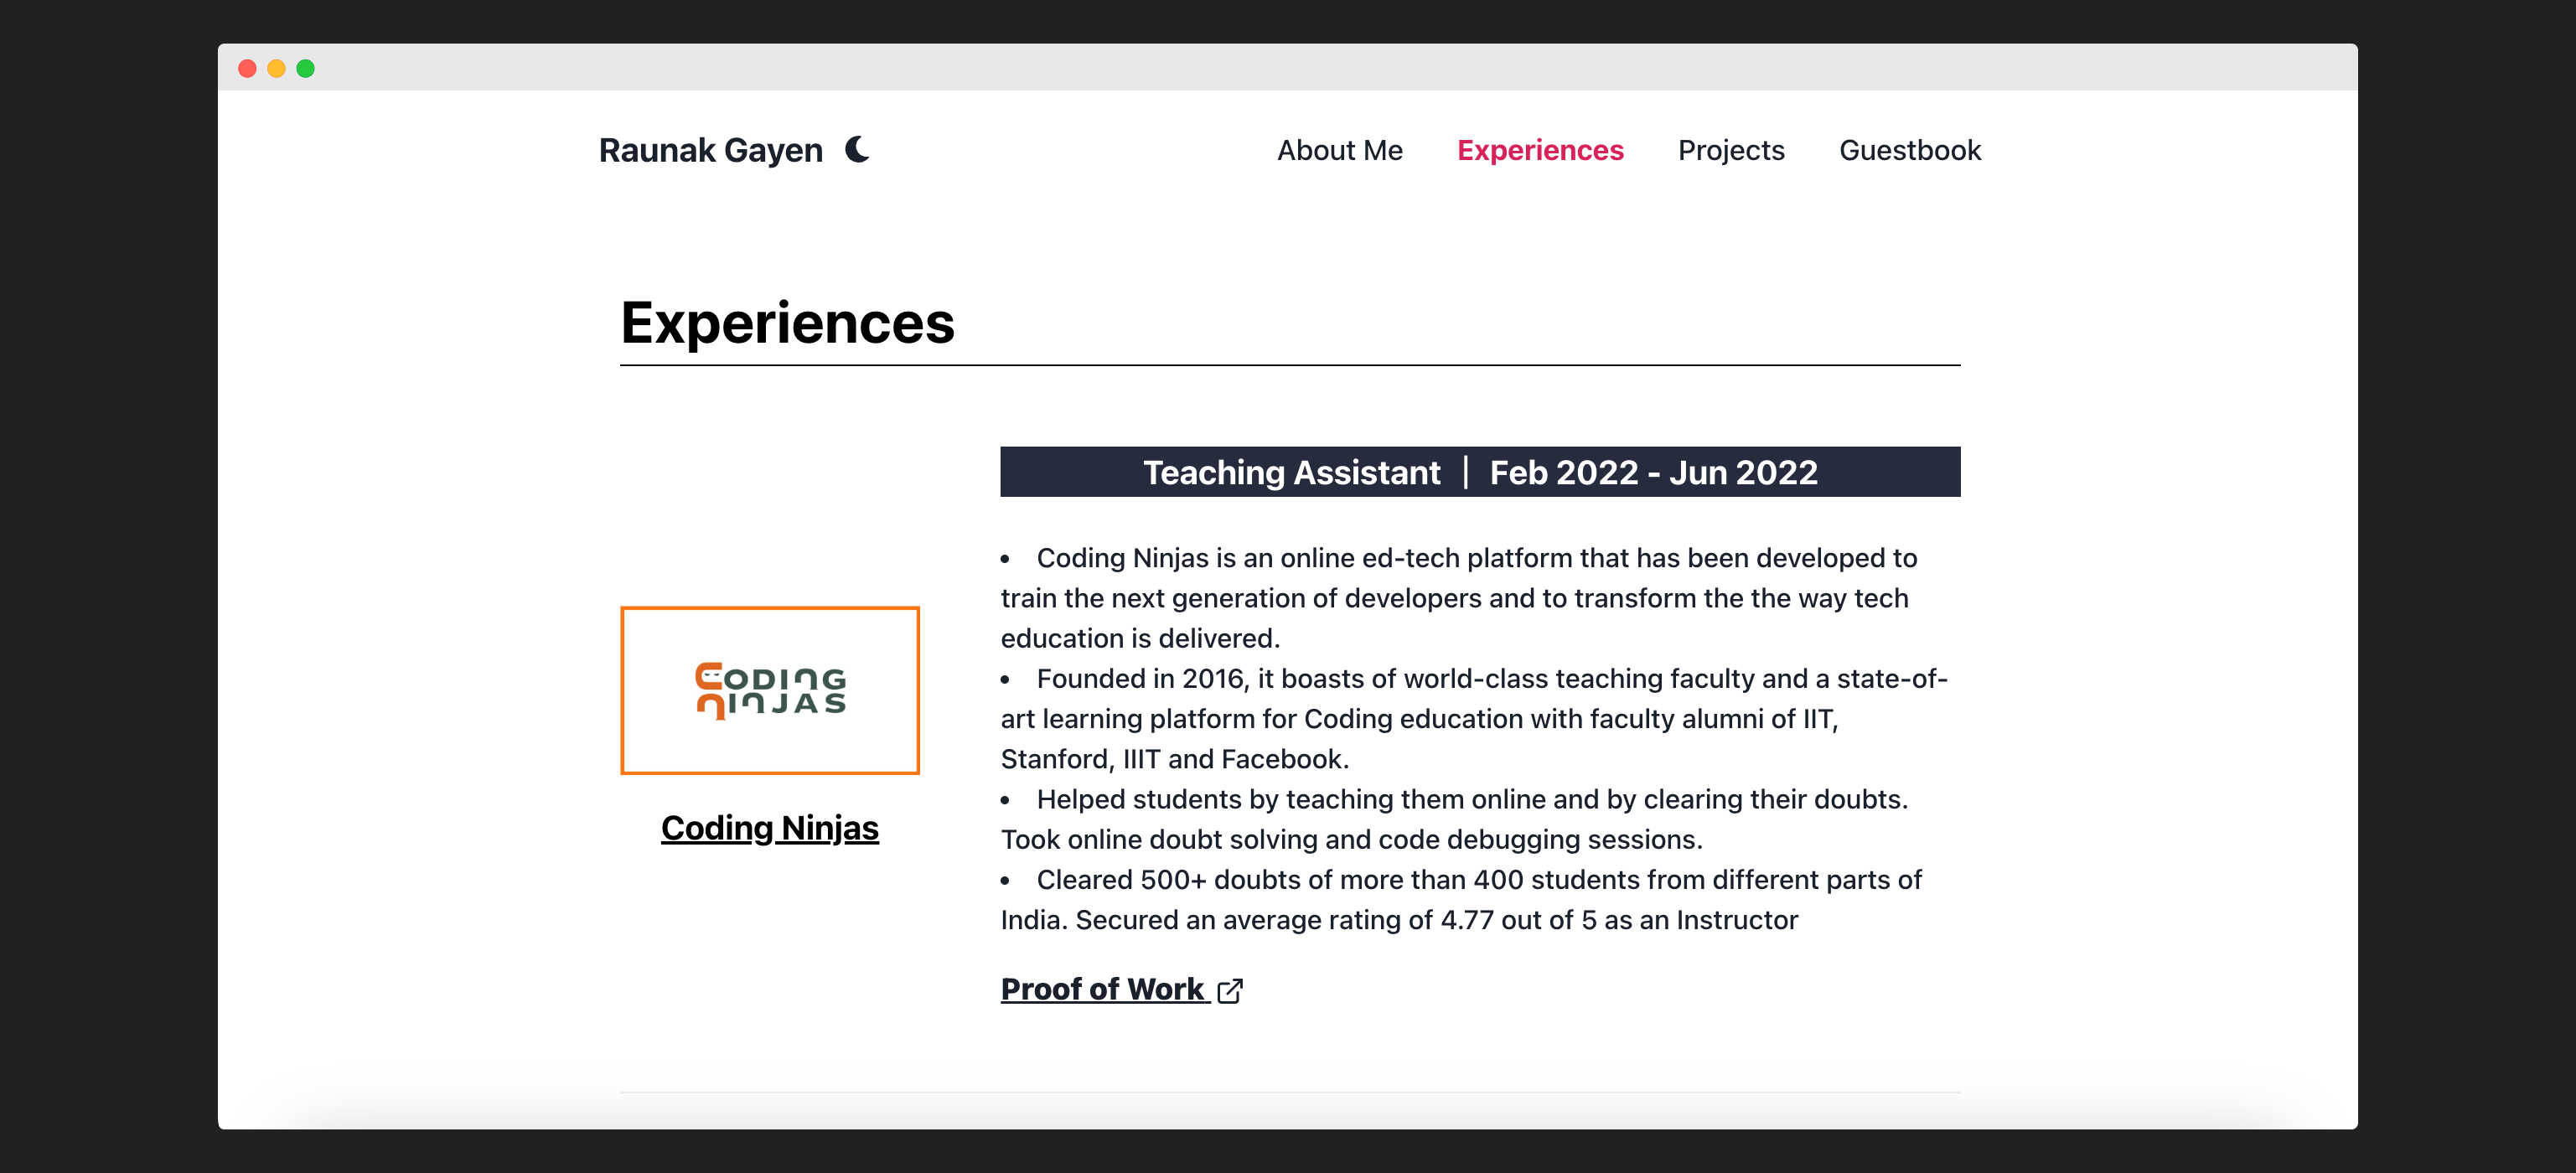 Raunak Gayen
About Me Experiences Projects Guestbook
Experiences
Teaching Assistant | Feb 2022 - Jun 2022
• Coding Ninjas is an online ed-tech platform that has been developed to
train the next generation of developers and to transform the the way tech
education is delivered.
• Founded in 2016, it boasts of world-class teaching faculty and a state-of-
art learning platform for Coding education with faculty alumni of IIT,
Stanford, IIIT and Facebook.
• Helped students by teaching them online and by clearing their doubts.
Took online doubt solving and code debugging sessions.
• Cleared 500+ doubts of more than 400 students from different parts of
India. Secured an average rating of 4.77 out of 5 as an Instructor
Proof of Work
CODING
NINJAS
Coding Ninjas